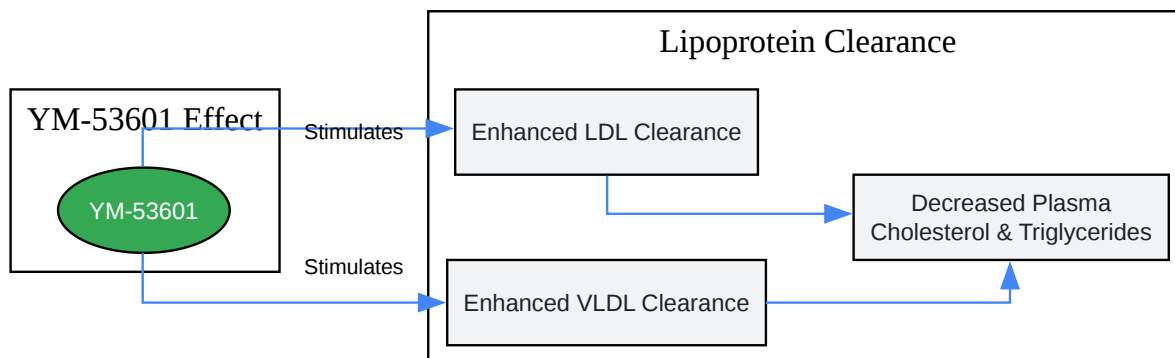 Lipoprotein Clearance
YM-53601 Effect
Stimulates
Enhanced LDL Clearance
YM-53601
Decreased Plasma
Cholesterol & Triglycerides
Stimulates
Enhanced VLDL Clearance